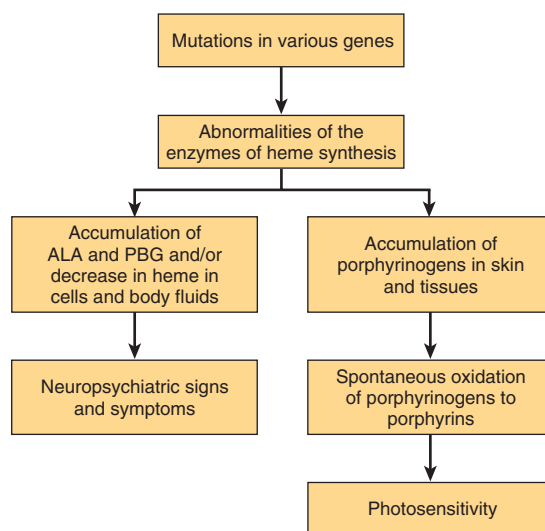 Mutations in various genes
Abnormalities of the
enzymes of heme synthesis
Accumulation of
ALA and PBG and/or
decrease in heme in
cells and body fluids
Accumulation of
porphyrinogens in skin
and tissues
Neuropsychiatric signs
and symptoms
Spontaneous oxidation
of porphyrinogens to
porphyrins
Photosensitivity